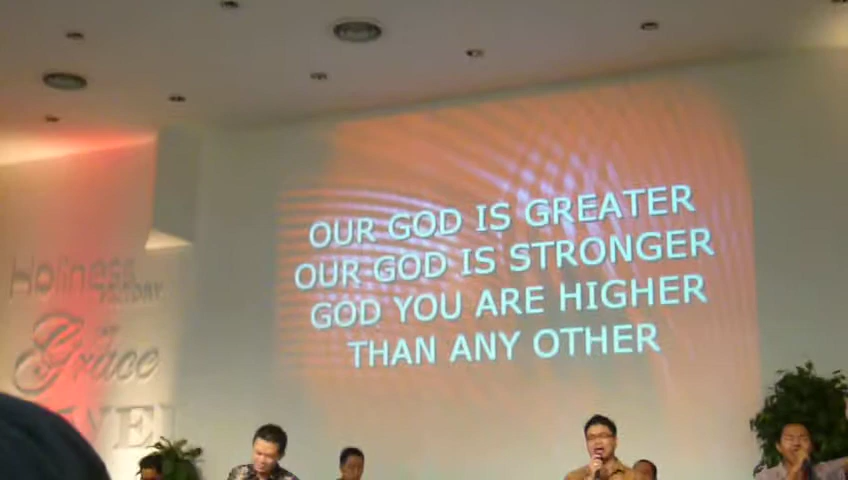 OUR GOD IS GREATER
OUR GOD IS STRONGER
GOD YOU ARE HIGHER
THAN ANY OTHER
Holiness
Grace